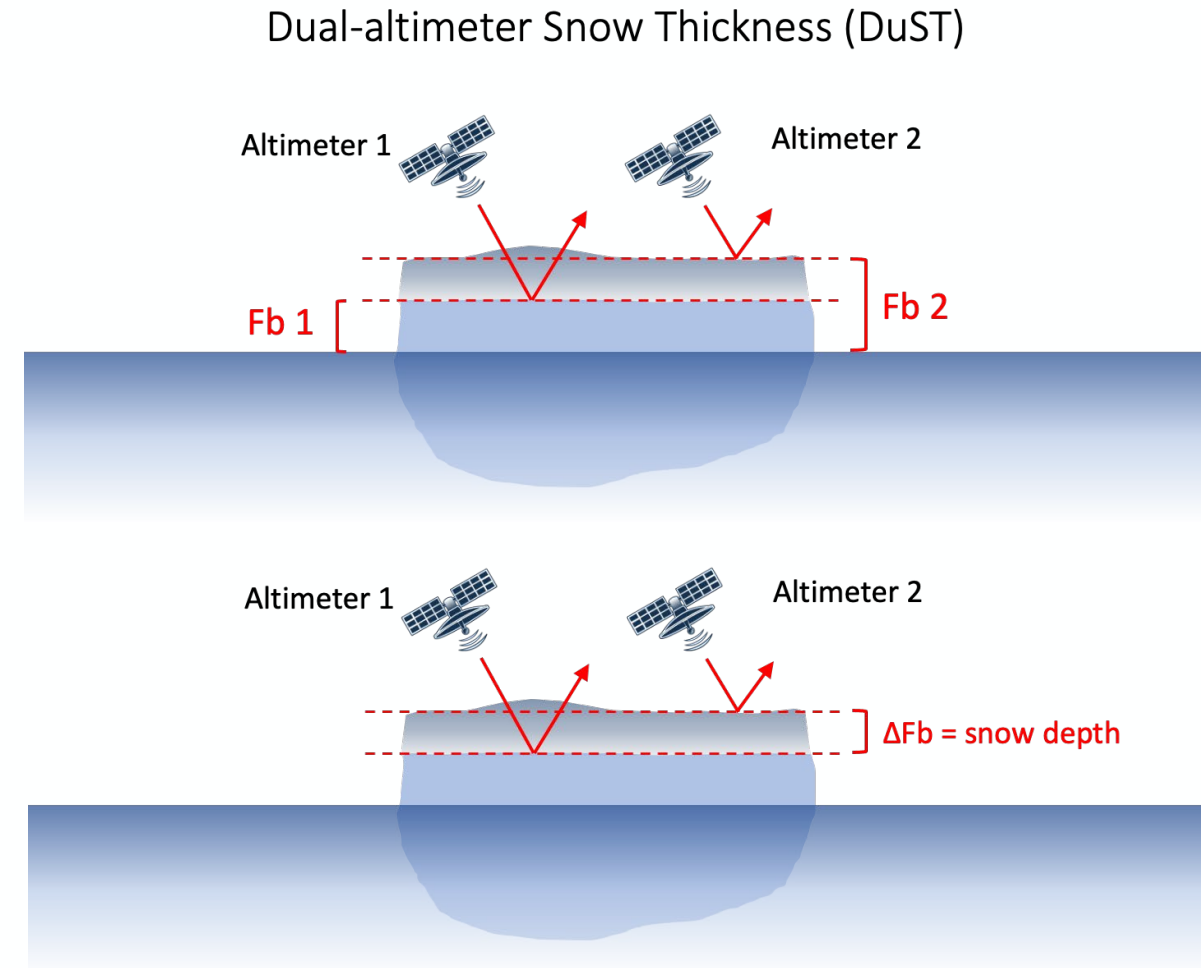 Dual-altimeter Snow Thickness (DuST)
Altimeter 1
Altimeter 2
Fb 1
Fb 2
Altimeter 1
Altimeter 2
ΔFb = snow depth